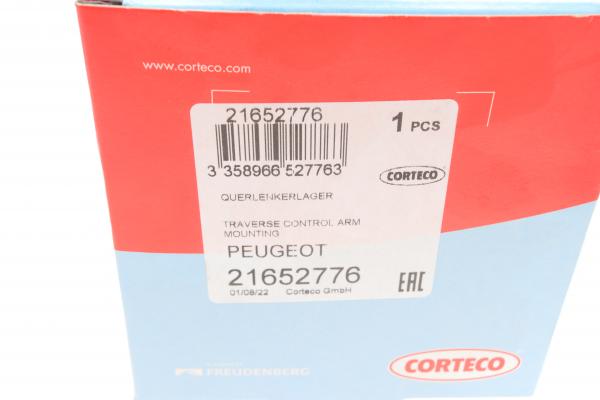 www.corteco.com
21652776
1 PCS
3 358966 527763
CORTECO
QUERLENKERLAGER
TRAVERSE CONTROL ARM
MOUNTING
PEUGEOT
21652776
EAC
01/08/22 Corteco GmbH
FREUDENBERG
CORTECO